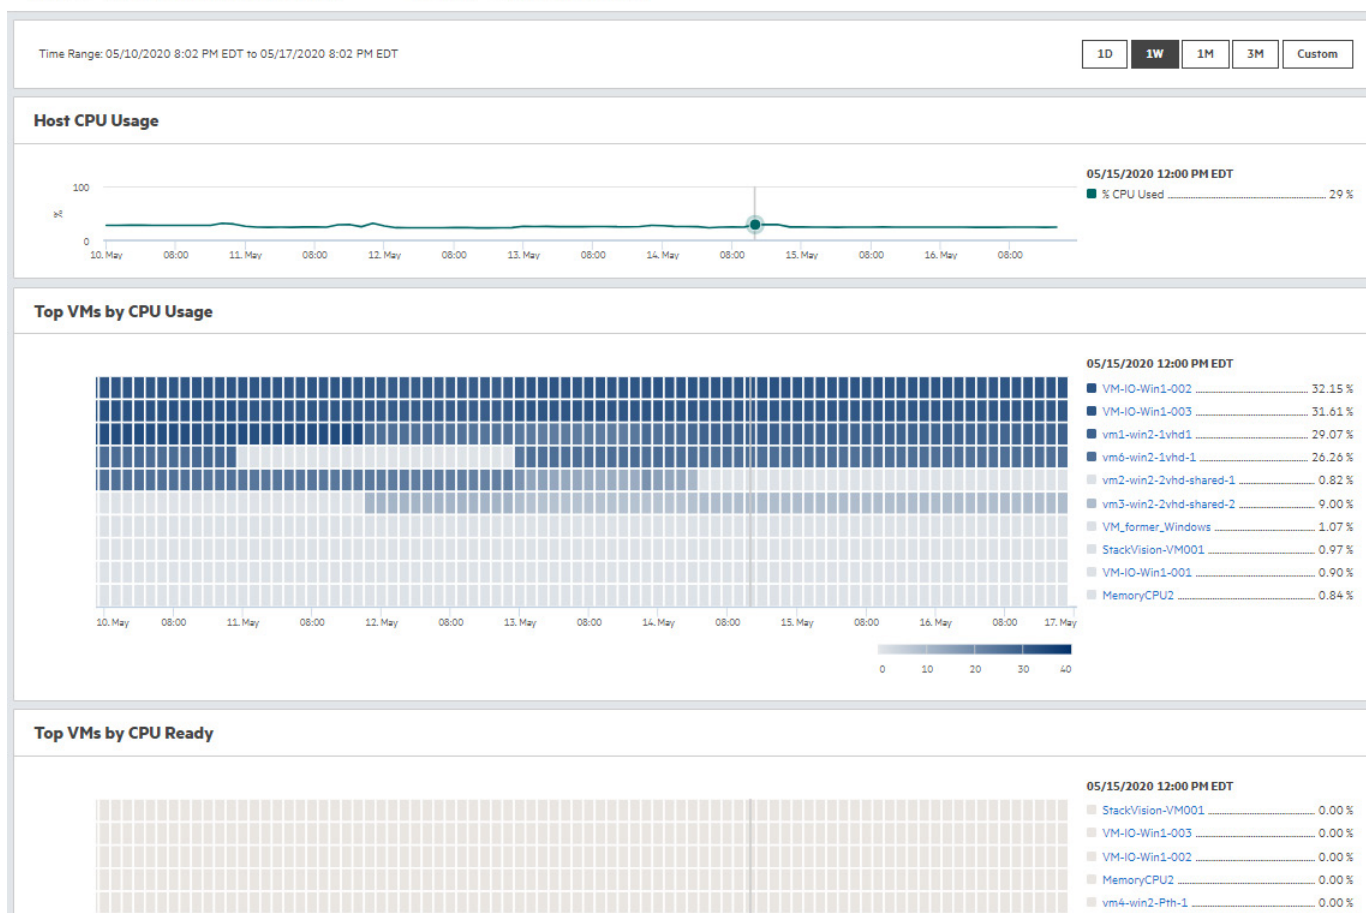 Time Range: 05/10/2020 8:02 PM EDT to 05/17/2020 8:02 PM EDT
1D 1W 1M 3M Custom
Host CPU Usage
100
%
0
10. May 08:00 11. May 08:00 12. May 08:00 13. May 08:00 14. May 08:00 15. May 08:00 16. May 08:00
05/15/2020 12:00 PM EDT
% CPU Used 29 %
Top VMs by CPU Usage
05/15/2020 12:00 PM EDT
VM-IO-Win1-002 32.15 %
VM-IO-Win1-003 31.61 %
vm1-win2-1vhd1 29.07 %
vm6-win2-1vhd-1 26.26 %
vm2-win2-2vhd-shared-1 0.82 %
vm3-win2-2vhd-shared-2 9.00 %
VM_former_Windows 1.07 %
StackVision-VM001 0.97 %
VM-IO-Win1-001 0.90 %
MemoryCPU2 0.84 %
10. May 08:00 11. May 08:00 12. May 08:00 13. May 08:00 14. May 08:00 15. May 08:00 16. May 08:00 17. May
0 10 20 30 40
Top VMs by CPU Ready
05/15/2020 12:00 PM EDT
StackVision-VM001 0.00 %
VM-IO-Win1-003 0.00 %
VM-IO-Win1-002 0.00 %
MemoryCPU2 0.00 %
vm4-win2-Pth-1 0.00 %